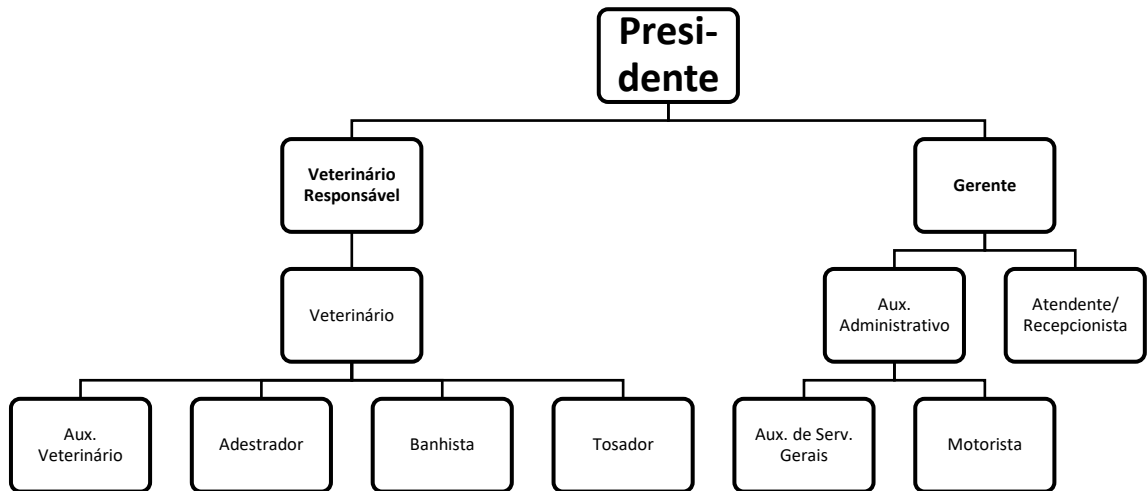 Presi-
dente
Veterinário
Responsável
Gerente
Veterinário
Aux.
Administrativo
Atendente/
Recepcionista
Aux.
Veterinário
Adestrador
Banhista
Tosador
Aux. de Serv.
Gerais
Motorista